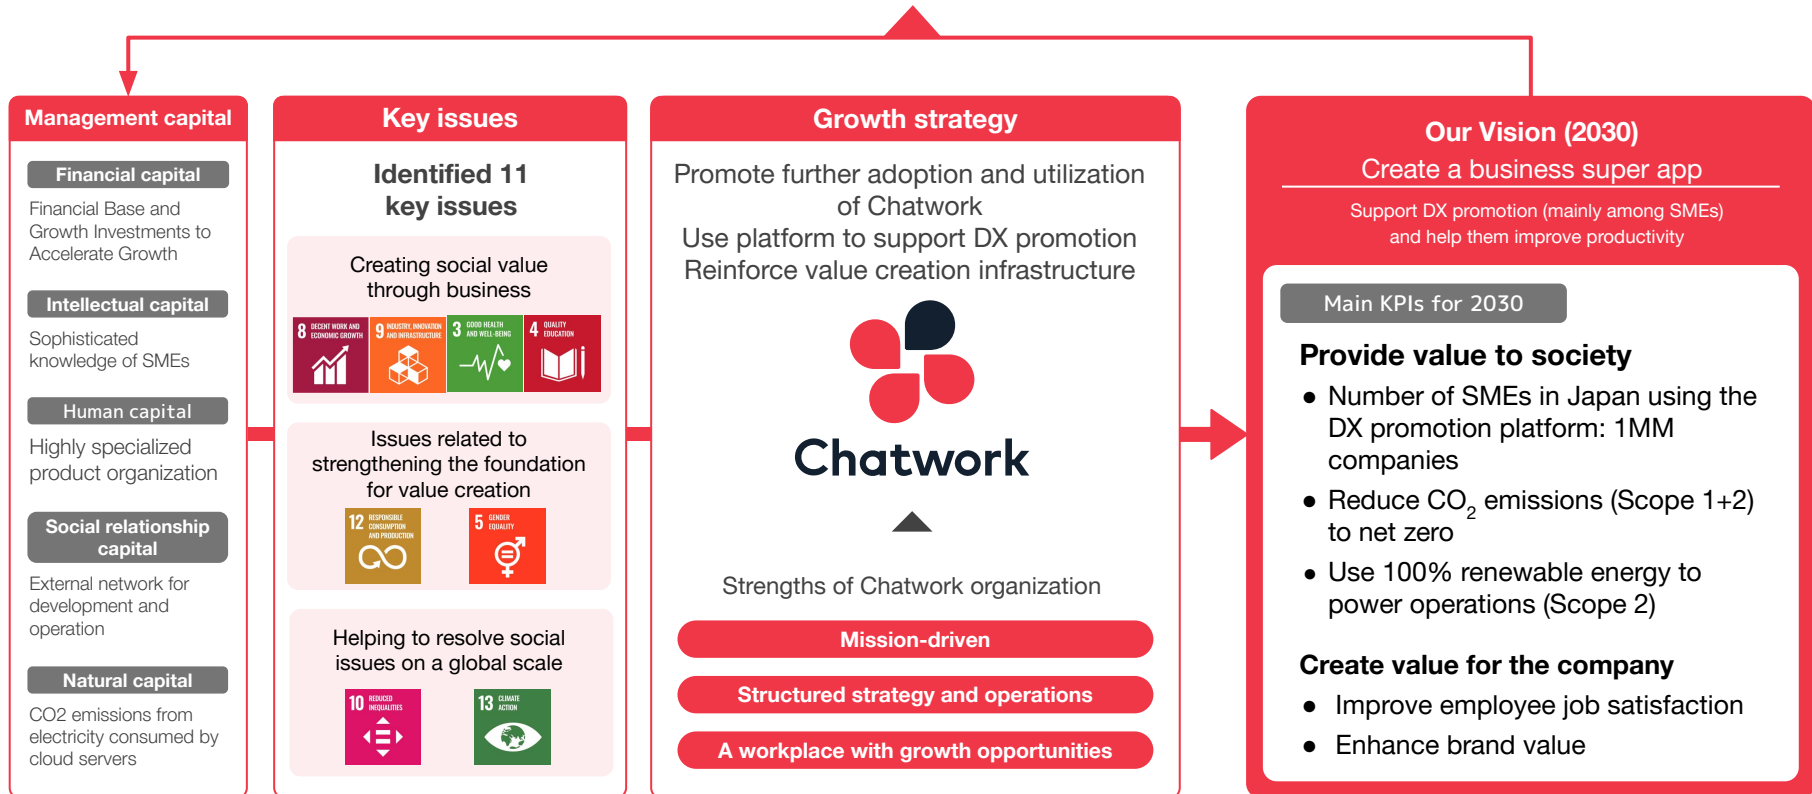 Management capital
Financial capital
Financial Base and
Growth Investments to
Accelerate Growth
Intellectual capital
Sophisticated
knowledge of SMEs
Human capital
Highly specialized
product organization
Social relationship
capital
External network for
development and
operation
Natural capital
CO2 emissions from
electricity consumed by
cloud servers
Key issues
Identified 11
key issues
Creating social value
through business
8 DECENT WORK AND
ECONOMIC GROWTH
9 INDUSTRY, INNOVATION
AND INFRASTRUCTURE
3 GOOD HEALTH
AND WELL-BEING
4 QUALITY
EDUCATION
Issues related to
strengthening the foundation
for value creation
12 RESPONSIBLE
CONSUMPTION
AND PRODUCTION
5 GENDER
EQUALITY
Helping to resolve social
issues on a global scale
10 REDUCED
INEQUALITIES
13 CLIMATE
ACTION
Growth strategy
Promote further adoption and utilization
of Chatwork
Use platform to support DX promotion
Reinforce value creation infrastructure
Chatwork
Strengths of Chatwork organization
Mission-driven
Structured strategy and operations
A workplace with growth opportunities
Our Vision (2030)
Create a business super app
Support DX promotion (mainly among SMEs)
and help them improve productivity
Main KPIs for 2030
Provide value to society
● Number of SMEs in Japan using the
DX promotion platform: 1MM
companies
● Reduce CO₂ emissions (Scope 1+2)
to net zero
● Use 100% renewable energy to
power operations (Scope 2)
Create value for the company
● Improve employee job satisfaction
● Enhance brand value